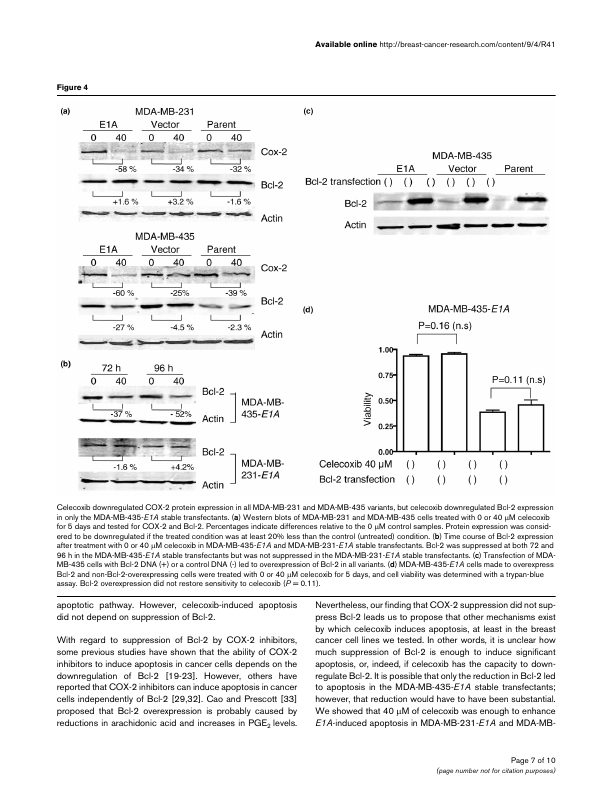 Available online http://breast-cancer-research.com/content/9/4/R41
Figure 4
(a)
MDA-MB-231
E1A Vector Parent
0 40 0 40 0 40
Cox-2
-58 % -34 % -32 %
Bcl-2
+1.6 % +3.2 % -1.6 %
Actin
MDA-MB-435
E1A Vector Parent
0 40 0 40 0 40
Cox-2
-60 % -25% -39 %
Bcl-2
-27 % -4.5 % -2.3 %
Actin
(b)
72 h 96 h
0 40 0 40
Bcl-2
-37 % - 52%
Actin
MDA-MB-
435-E1A
Bcl-2
-1.6 % +4.2%
Actin
MDA-MB-
231-E1A
(c)
MDA-MB-435
E1A Vector Parent
Bcl-2 transfection ( ) ( ) ( ) ( ) ( ) ( )
Bcl-2
Actin
(d)
MDA-MB-435-E1A
P=0.16 (n.s)
P=0.11 (n.s)
1.00
0.75
0.50
0.25
0.00
Viability
Celecoxib 40 µM ( ) ( ) ( ) ( )
Bcl-2 transfection ( ) ( ) ( ) ( )
Celecoxib downregulated COX-2 protein expression in all MDA-MB-231 and MDA-MB-435 variants, but celecoxib downregulated Bcl-2 expression
in only the MDA-MB-435-E1A stable transfectants. (a) Western blots of MDA-MB-231 and MDA-MB-435 cells treated with 0 or 40 µM celecoxib
for 5 days and tested for COX-2 and Bcl-2. Percentages indicate differences relative to the 0 µM control samples. Protein expression was consid-
ered to be downregulated if the treated condition was at least 20% less than the control (untreated) condition. (b) Time course of Bcl-2 expression
after treatment with 0 or 40 µM celecoxib in MDA-MB-435-E1A and MDA-MB-231-E1A stable transfectants. Bcl-2 was suppressed at both 72 and
96 h in the MDA-MB-435-E1A stable transfectants but was not suppressed in the MDA-MB-231-E1A stable transfectants. (c) Transfection of MDA-
MB-435 cells with Bcl-2 DNA (+) or a control DNA (-) led to overexpression of Bcl-2 in all variants. (d) MDA-MB-435-E1A cells made to overexpress
Bcl-2 and non-Bcl-2-overexpressing cells were treated with 0 or 40 µM celecoxib for 5 days, and cell viability was determined with a trypan-blue
assay. Bcl-2 overexpression did not restore sensitivity to celecoxib (P = 0.11).
apoptotic pathway. However, celecoxib-induced apoptosis
did not depend on suppression of Bcl-2.
With regard to suppression of Bcl-2 by COX-2 inhibitors,
some previous studies have shown that the ability of COX-2
inhibitors to induce apoptosis in cancer cells depends on the
downregulation of Bcl-2 [19-23]. However, others have
reported that COX-2 inhibitors can induce apoptosis in cancer
cells independently of Bcl-2 [29,32]. Cao and Prescott [33]
proposed that Bcl-2 overexpression is probably caused by
reductions in arachidonic acid and increases in PGE2 levels.
Nevertheless, our finding that COX-2 suppression did not sup-
press Bcl-2 leads us to propose that other mechanisms exist
by which celecoxib induces apoptosis, at least in the breast
cancer cell lines we tested. In other words, it is unclear how
much suppression of Bcl-2 is enough to induce significant
apoptosis, or, indeed, if celecoxib has the capacity to down-
regulate Bcl-2. It is possible that only the reduction in Bcl-2 led
to apoptosis in the MDA-MB-435-E1A stable transfectants;
however, that reduction would have to have been substantial.
We showed that 40 µM of celecoxib was enough to enhance
E1A-induced apoptosis in MDA-MB-231-E1A and MDA-MB-
Page 7 of 10
(page number not for citation purposes)